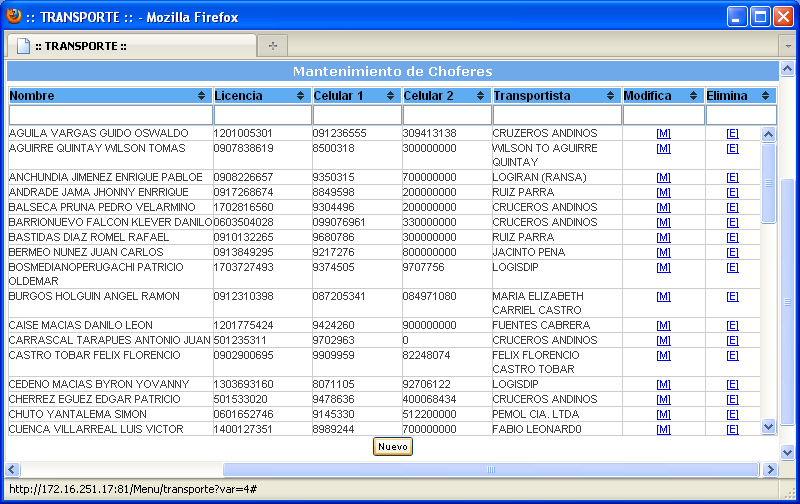 :: TRANSPORTE :: - Mozilla Firefox
:: TRANSPORTE ::
Mantenimiento de Choferes
Nombre Licencia Celular 1 Celular 2 Transportista Modifica Elimina
AGUILA VARGAS GUIDO OSWALDO 1201005301 091236555 309413138 CRUZEROS ANDINOS [M] [E]
AGUIRRE QUINTAY WILSON TOMAS 0907838619 8500318 300000000 WILSON TO AGUIRRE [M] [E]
QUINTAY
ANCHUNDIA JIMENEZ ENRIQUE PABLOE 0908226657 9350315 700000000 LOGIRAN (RANSA) [M] [E]
ANDRADE JAMA JHONNY ENRRIQUE 0917268674 8849598 200000000 RUIZ PARRA [M] [E]
BALSECA PRUNA PEDRO VELARMINO 1702816560 9304496 200000000 CRUCEROS ANDINOS [M] [E]
BARRIONUEVO FALCON KLEVER DANILO 0603504028 099076961 330000000 CRUCEROS ANDINOS [M] [E]
BASTIDAS DIAZ ROMEL RAFAEL 0910132265 9680786 300000000 RUIZ PARRA [M] [E]
BERMEO NUNEZ JUAN CARLOS 0913849295 9217276 800000000 JACINTO PENA [M] [E]
BOSMEDIANOPERUGACHI PATRICIO 1703727493 9374505 9707756 LOGISDIP [M] [E]
OLDEMAR
BURGOS HOLGUIN ANGEL RAMON 0912310398 087205341 084971080 MARIA ELIZABETH [M] [E]
CARRIEL CASTRO
CAISE MACIAS DANILO LEON 1201775424 9424260 900000000 FUENTES CABRERA [M] [E]
CARRASCAL TARAPUES ANTONIO JUAN 501235311 9702963 0 CRUCEROS ANDINOS [M] [E]
CASTRO TOBAR FELIX FLORENCIO 0902900695 9909959 82248074 FELIX FLORENCIO [M] [E]
CASTRO TOBAR
CEDENO MACIAS BYRON YOVANNY 1303693160 8071105 92706122 LOGISDIP [M] [E]
CHERREZ EGUEZ EDGAR PATRICIO 501533020 9478636 400068434 CRUCEROS ANDINOS [M] [E]
CHUTO YANTALEMA SIMON 0601652746 9145330 512200000 PEMOL CIA. LTDA [M] [E]
CUENCA VILLARREAL LUIS VICTOR 1400127351 8989244 700000000 FABIO LEONARDO [M] [E]
Nuevo
http://172.16.251.17:81/Menu/transporte?var=4#